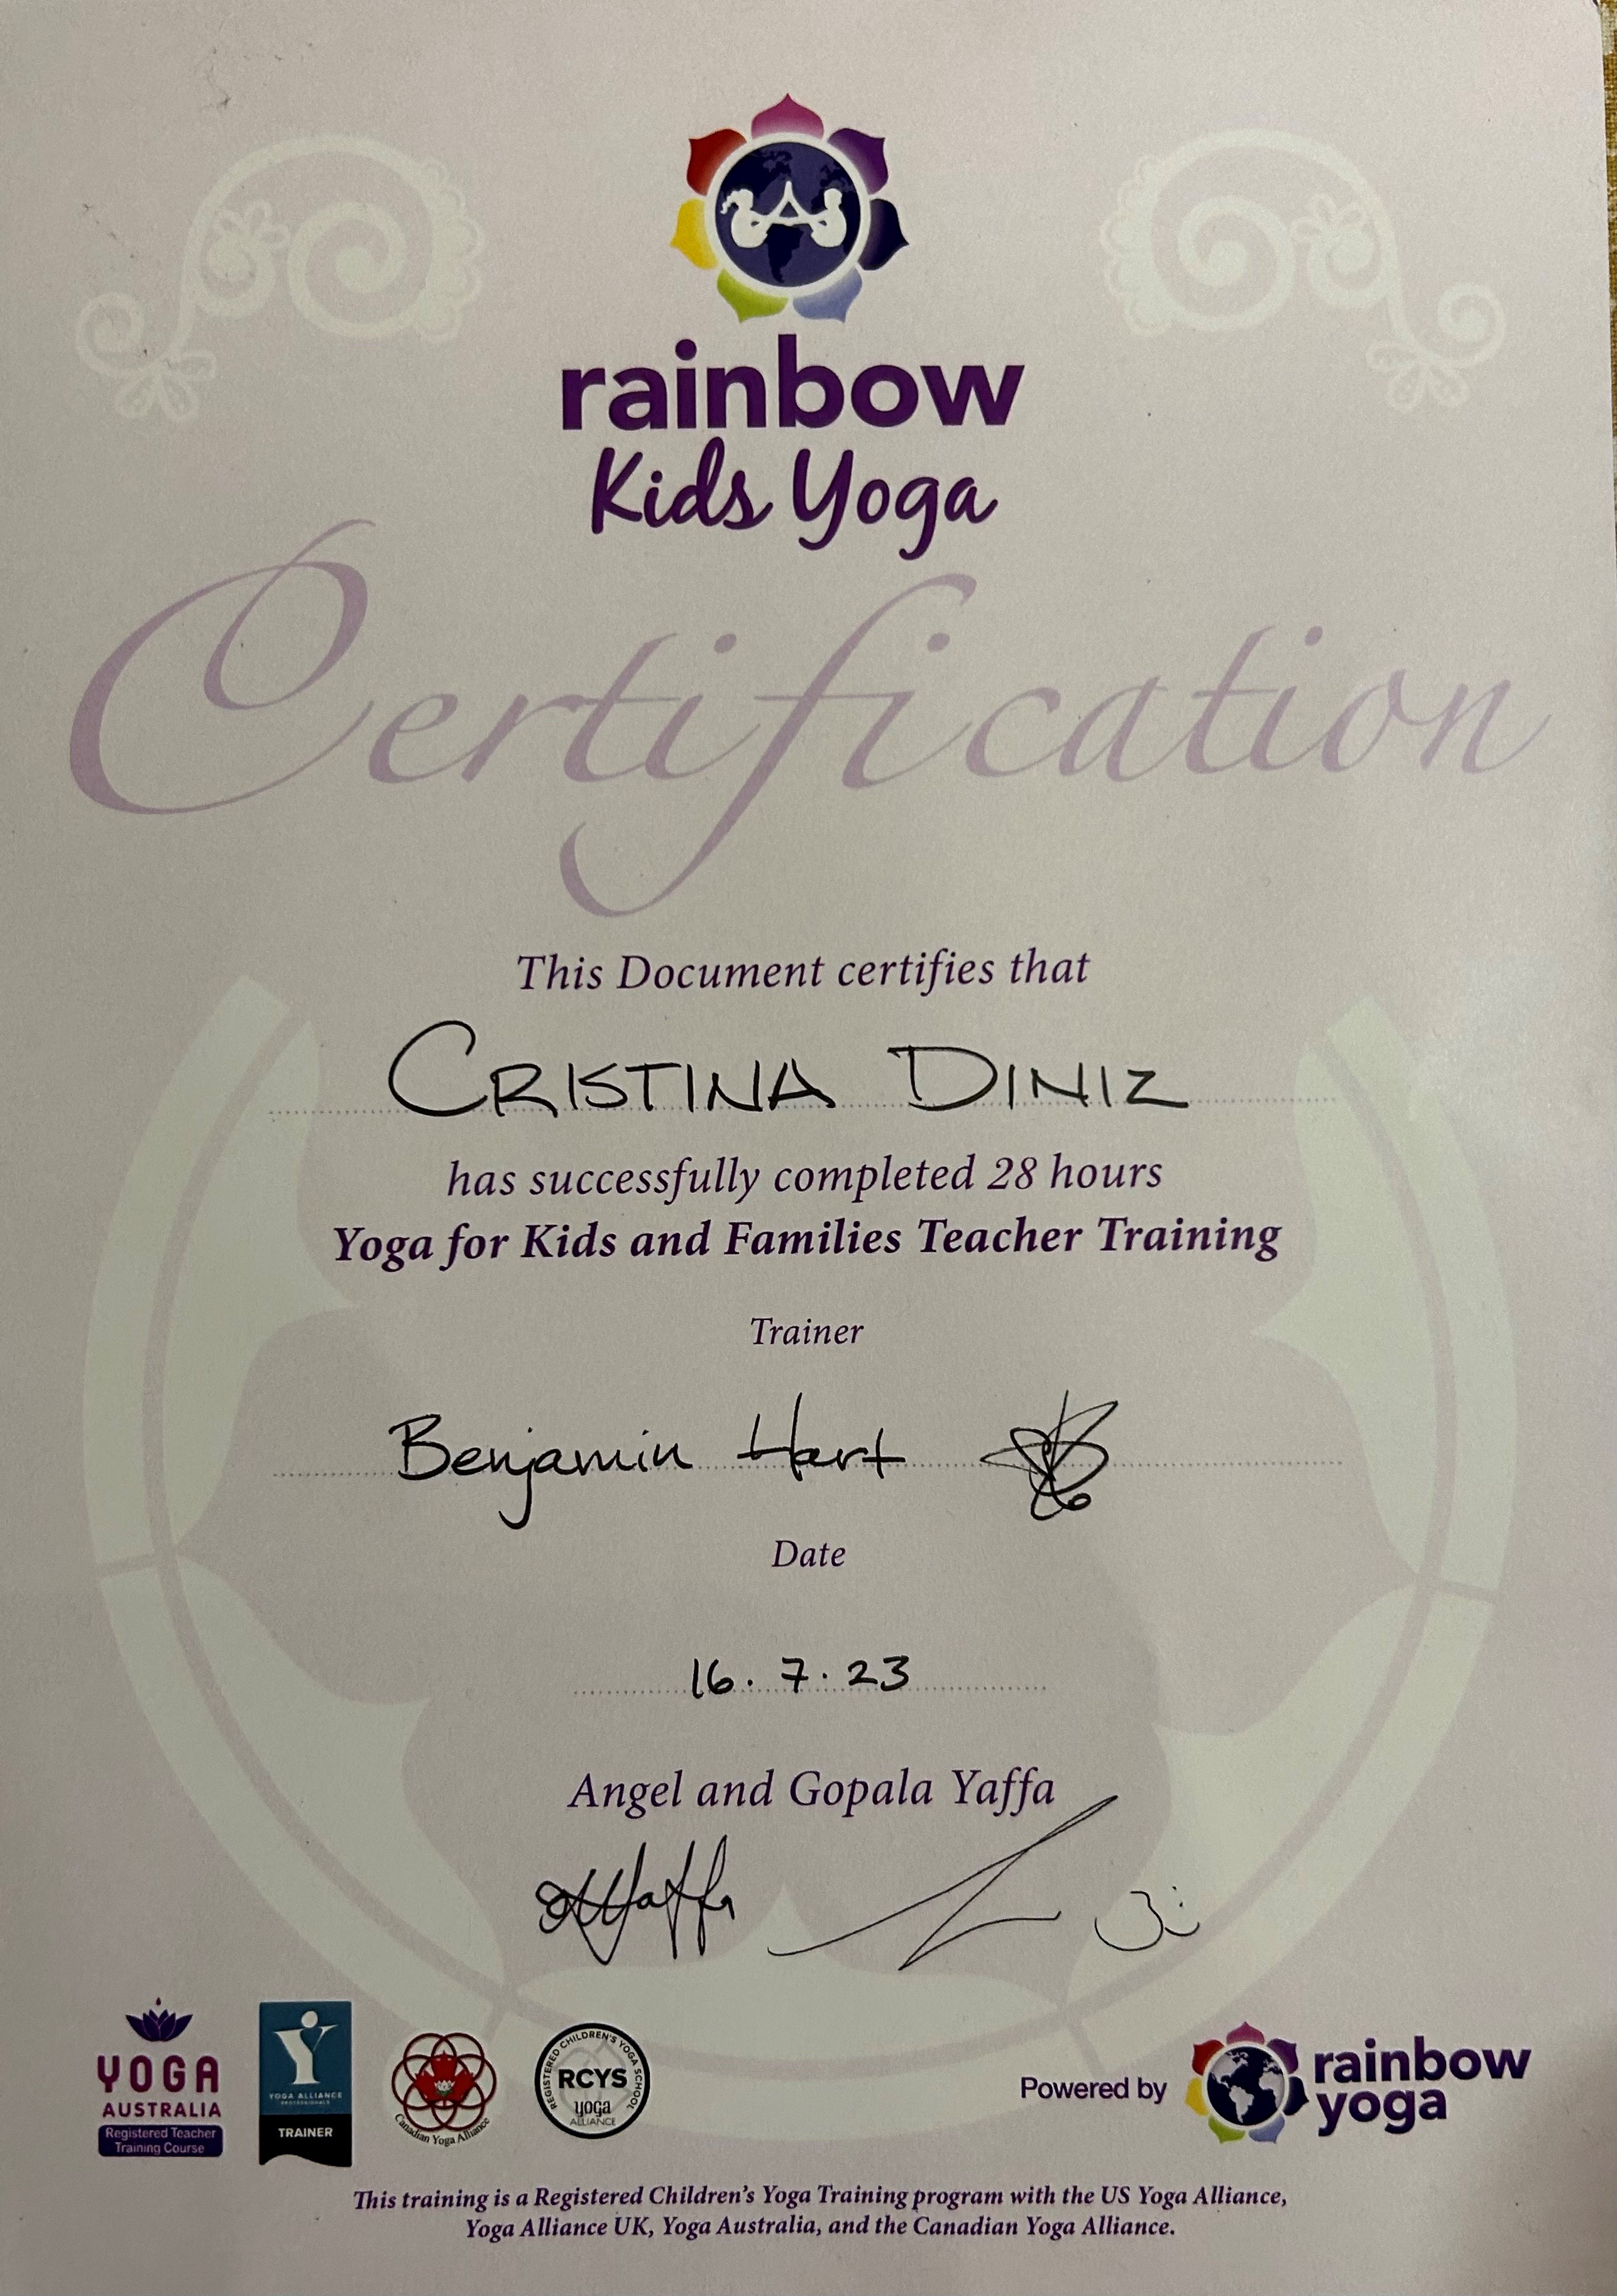 rainbow
Kids Yoga
Certification
This Document certifies that
CRISTINA DINIZ
has successfully completed 28 hours
Yoga for Kids and Families Teacher Training
Trainer
Benjamin Hart
Date
16.7.23
Angel and Gopala Yaffa
YOGA
AUSTRALIA
Registered Teacher
Training Course
YOGA ALLIANCE
PROFESSIONALS
TRAINER
Canadian Yoga Alliance
REGISTERED CHILDREN'S YOGA SCHOOL
RCYS
yoga
ALLIANCE
Powered by
rainbow
yoga
This training is a Registered Children's Yoga Training program with the US Yoga Alliance,
Yoga Alliance UK, Yoga Australia, and the Canadian Yoga Alliance.